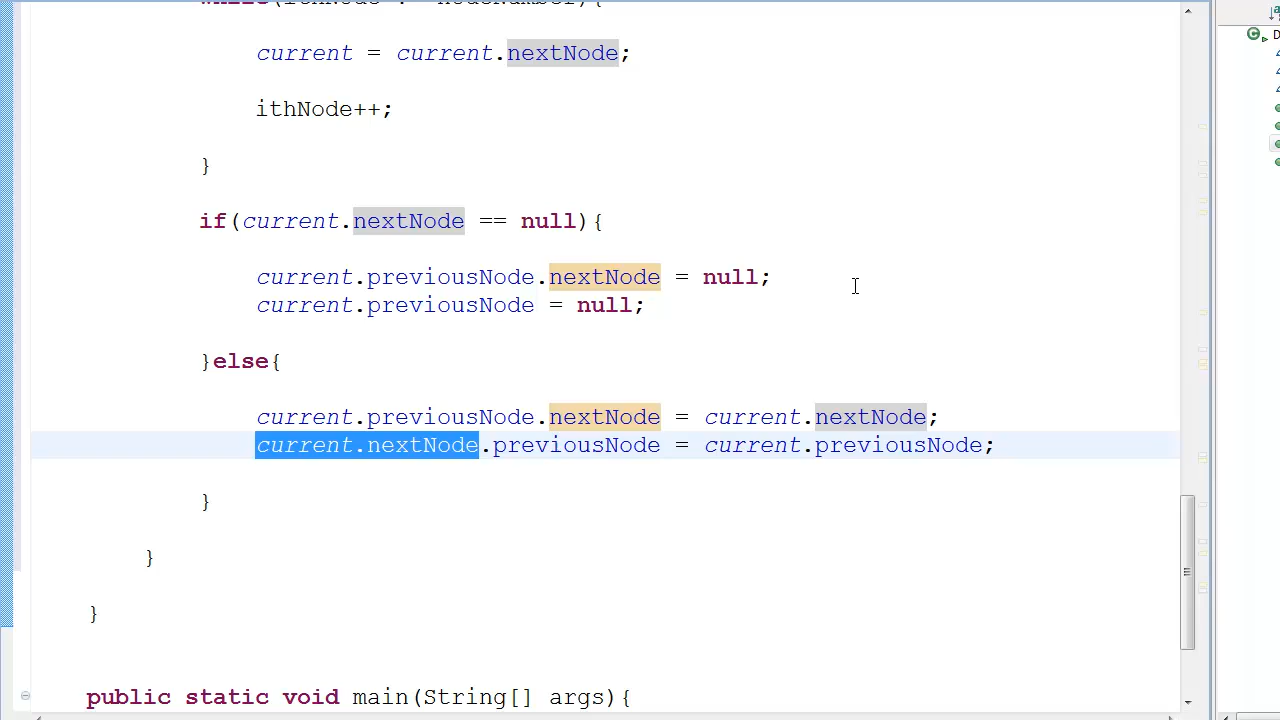 current = current.nextNode;
ithNode++;
}
if(current.nextNode == null){
current.previousNode.nextNode = null;
current.previousNode = null;
}else{
current.previousNode.nextNode = current.nextNode;
current.nextNode.previousNode = current.previousNode;
}
}
}
public static void main(String[] args){